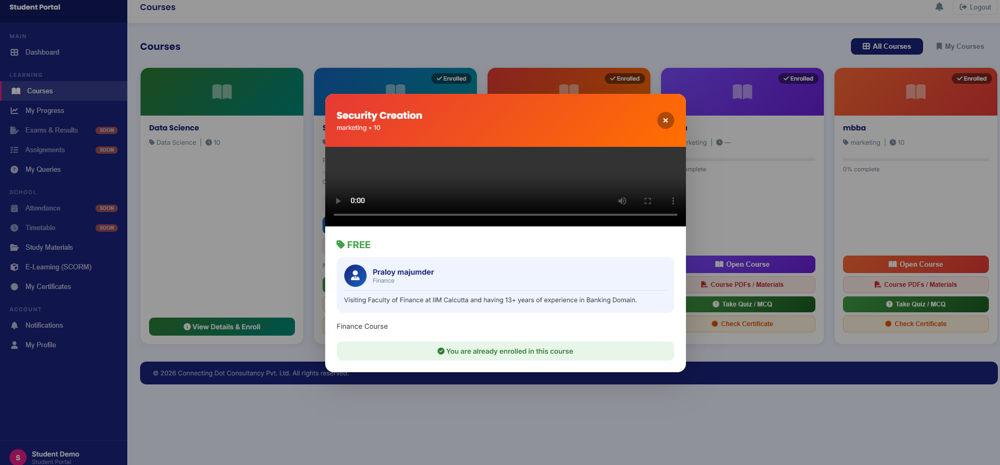 Student Portal
Courses
Logout
MAIN
Dashboard
LEARNING
Courses
My Progress
Exams & Results SOON
Assignments SOON
My Queries
SCHOOL
Attendance SOON
Timetable SOON
Study Materials
E-Learning (SCORM)
My Certificates
ACCOUNT
Notifications
My Profile
Student Demo
Student Portal
S
Courses
All Courses
My Courses
Data Science
Data Science | 10
View Details & Enroll
Enrolled
Enrolled
Enrolled
0% complete
Open Course
Course PDFs / Materials
Take Quiz / MCQ
Check Certificate
Enrolled
mbba
marketing | 10
0% complete
Open Course
Course PDFs / Materials
Take Quiz / MCQ
Check Certificate
Security Creation
marketing • 10
0:00
FREE
Praloy majumder
Finance
Visiting Faculty of Finance at IIM Calcutta and having 13+ years of experience in Banking Domain.
Finance Course
You are already enrolled in this course
© 2026 Connecting Dot Consultancy Pvt. Ltd. All rights reserved.